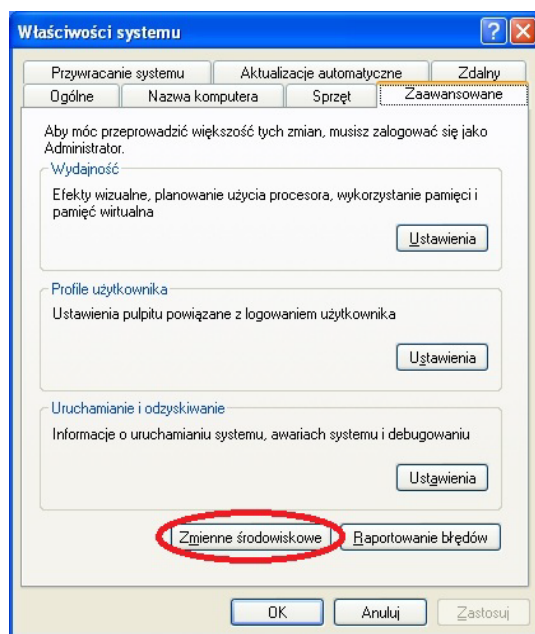 Właściwości systemu
Przywracanie systemu Aktualizacje automatyczne Zdalny
Ogólne Nazwa komputera Sprzęt Zaawansowane
Aby móc przeprowadzić większość tych zmian, musisz zalogować się jako
Administrator.
Wydajność
Efekty wizualne, planowanie użycia procesora, wykorzystanie pamięci i
pamięć wirtualna
Ustawienia
Profile użytkownika
Ustawienia pulpitu powiązane z logowaniem użytkownika
Ustawienia
Uruchamianie i odzyskiwanie
Informacje o uruchamianiu systemu, awariach systemu i debugowaniu
Ustawienia
Zmienne środowiskowe Raportowanie błędów
OK Anuluj Zastosuj